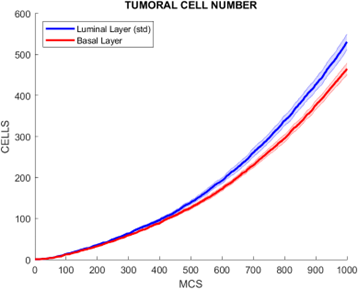 TUMORAL CELL NUMBER
600
Luminal Layer (std)
Basal Layer
500
400
300
200
100
0
CELLS
0 100 200 300 400 500 600 700 800 900 1000
MCS